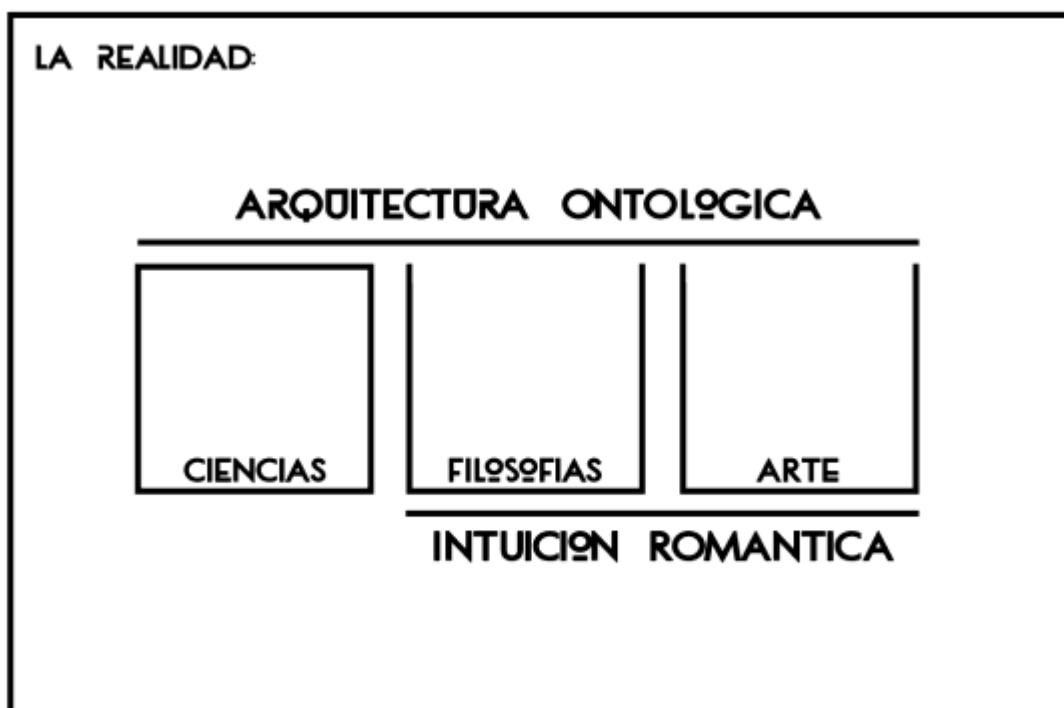 LA REALIDAD:
ARQUITECTURA ONTOLOGICA
CIENCIAS FILOSOFIAS ARTE
INTUICION ROMANTICA